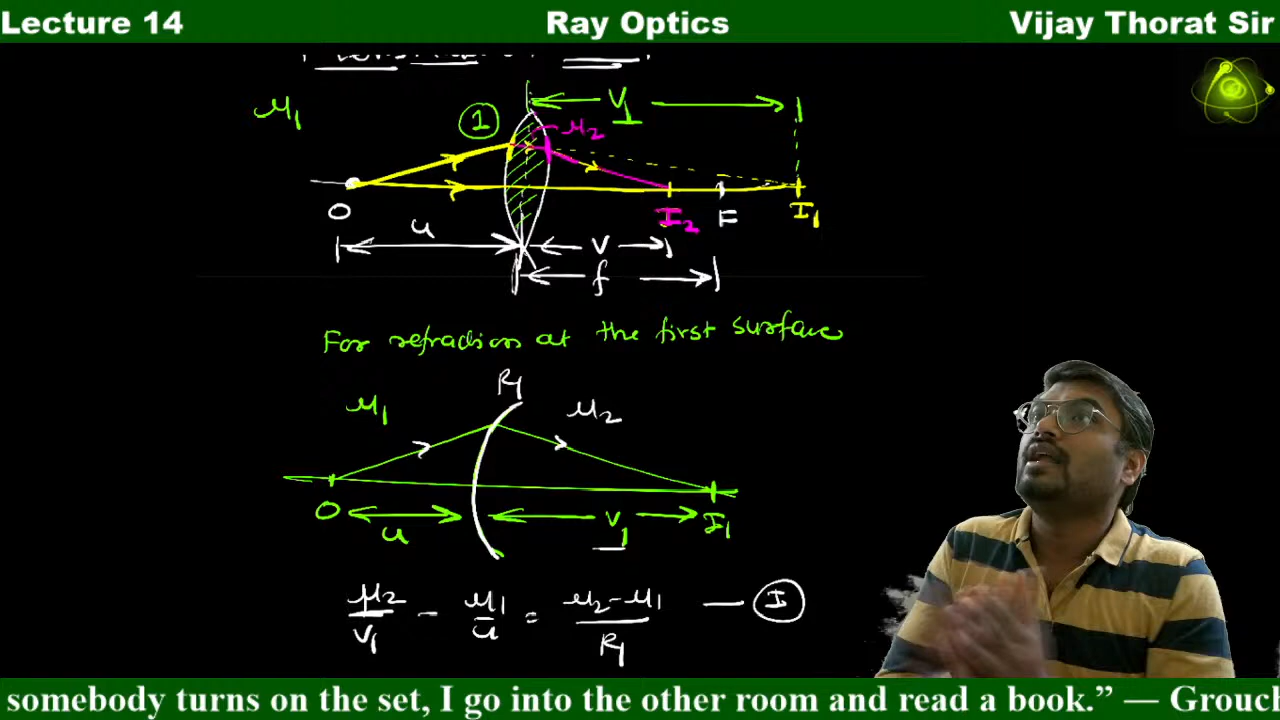 Lecture 14 Ray Optics Vijay Thorat Sir
μ₁ ① μ₂ V₁
O I₂ F I₁
u v
f
For refraction at the first surface
R₁
μ₁ μ₂
O u v₁ I₁
μ₂/v₁ - μ₁/u = (μ₂-μ₁)/R₁ — Ⓘ
somebody turns on the set, I go into the other room and read a book.” — Grouch